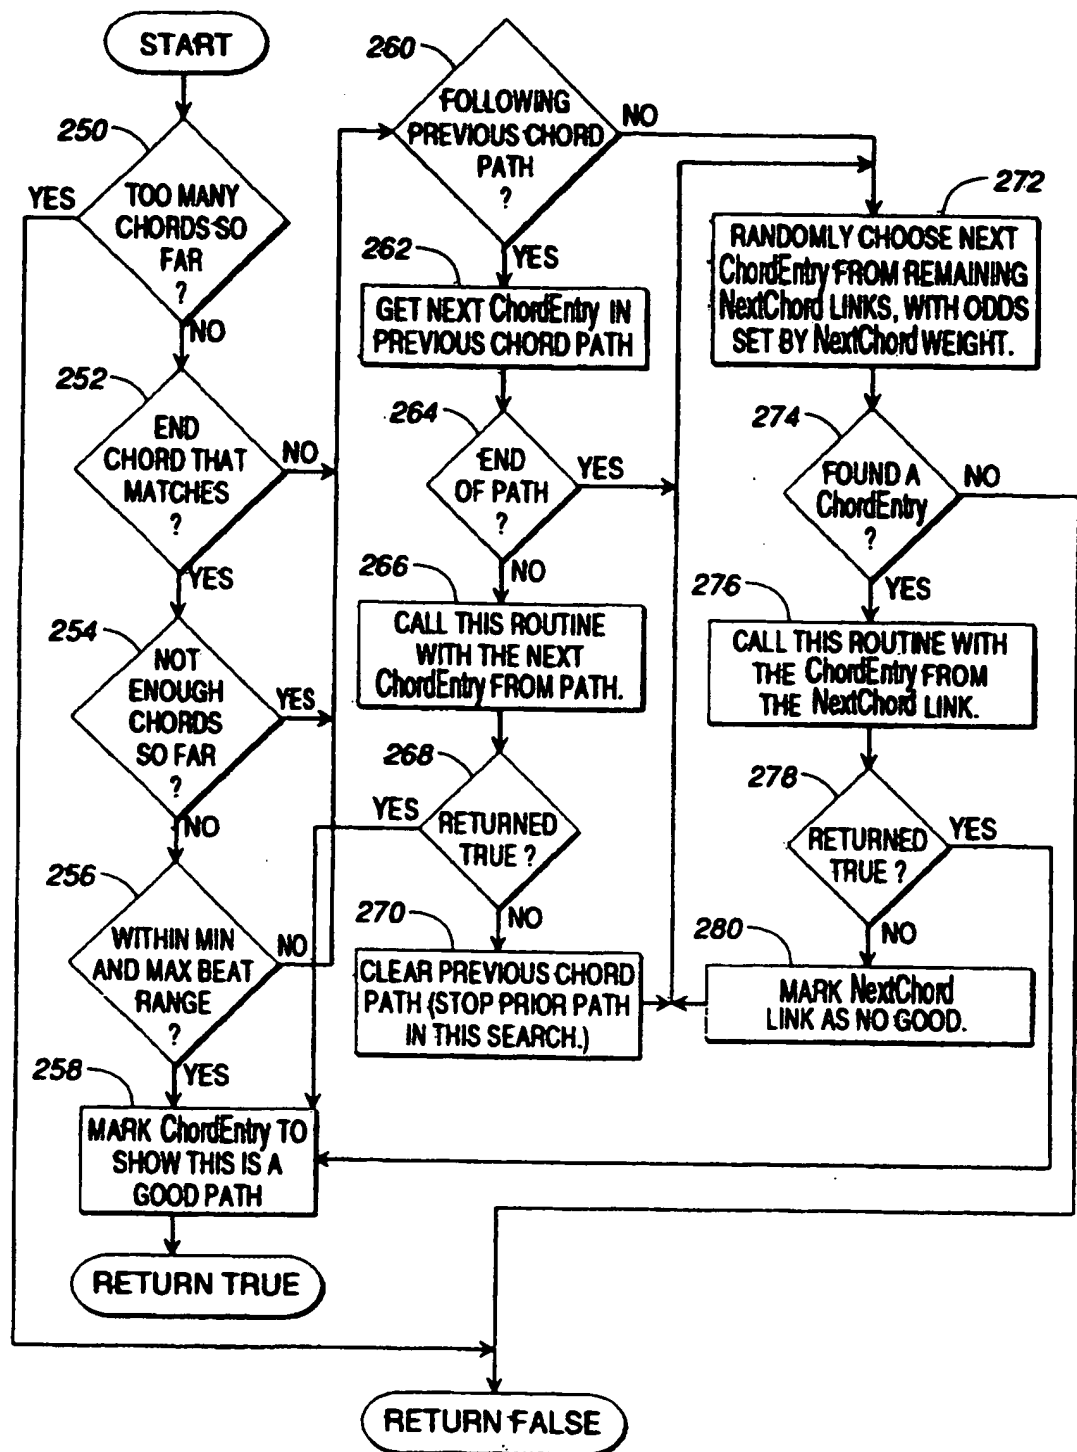 START
250
TOO MANY
CHORDS SO
FAR
?
YES
NO
252
END
CHORD THAT
MATCHES
?
NO
YES
254
NOT
ENOUGH
CHORDS
SO FAR
?
YES
NO
256
WITHIN MIN
AND MAX BEAT
RANGE
?
NO
YES
258
MARK ChordEntry TO
SHOW THIS IS A
GOOD PATH
RETURN TRUE
260
FOLLOWING
PREVIOUS CHORD
PATH
?
NO
YES
262
GET NEXT ChordEntry IN
PREVIOUS CHORD PATH
264
END
OF PATH
?
YES
NO
266
CALL THIS ROUTINE
WITH THE NEXT
ChordEntry FROM PATH.
268
RETURNED
TRUE ?
YES
NO
270
CLEAR PREVIOUS CHORD
PATH (STOP PRIOR PATH
IN THIS SEARCH.)
272
RANDOMLY CHOOSE NEXT
ChordEntry FROM REMAINING
NextChord LINKS, WITH ODDS
SET BY NextChord WEIGHT.
274
FOUND A
ChordEntry
?
NO
YES
276
CALL THIS ROUTINE WITH
THE ChordEntry FROM
THE NextChord LINK.
278
RETURNED
TRUE ?
YES
NO
280
MARK NextChord
LINK AS NO GOOD.
RETURN FALSE